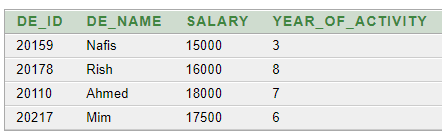 DE_ID DE_NAME SALARY YEAR_OF_ACTIVITY
20159 Nafis 15000 3
20178 Rish 16000 8
20110 Ahmed 18000 7
20217 Mim 17500 6